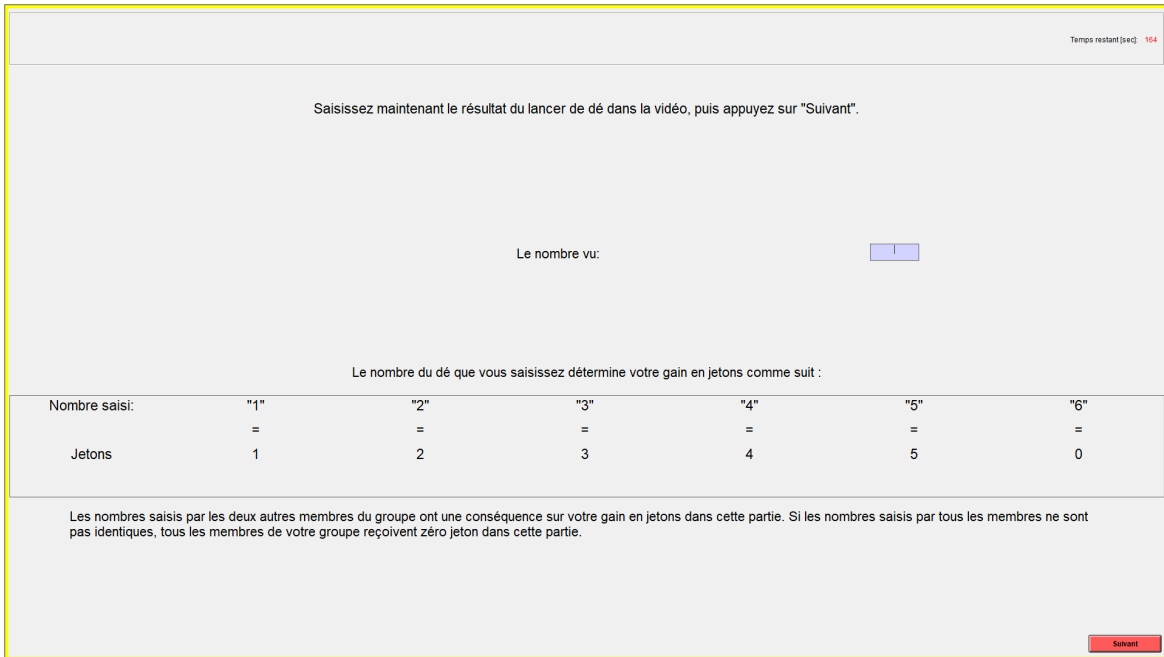 Temps restant [sec]: 164
Saisissez maintenant le résultat du lancer de dé dans la vidéo, puis appuyez sur "Suivant".
Le nombre vu:
Le nombre du dé que vous saisissez détermine votre gain en jetons comme suit :
Nombre saisi: "1" "2" "3" "4" "5" "6"
= = = = = =
Jetons 1 2 3 4 5 0
Les nombres saisis par les deux autres membres du groupe ont une conséquence sur votre gain en jetons dans cette partie. Si les nombres saisis par tous les membres ne sont
pas identiques, tous les membres de votre groupe reçoivent zéro jeton dans cette partie.
Suivant